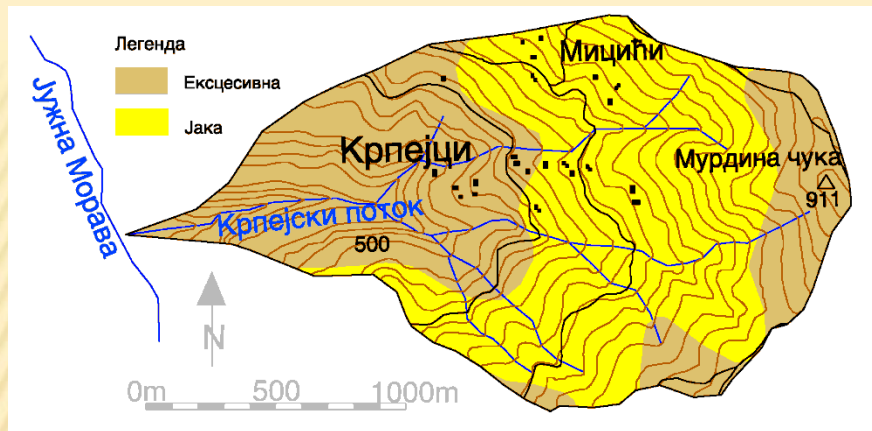 Легенда
Ексцесивна
Јака
Јужна Морава
Мицићи
Крпејци
Мурдина чука
911
Крпејски поток
500
N
0m 500 1000m